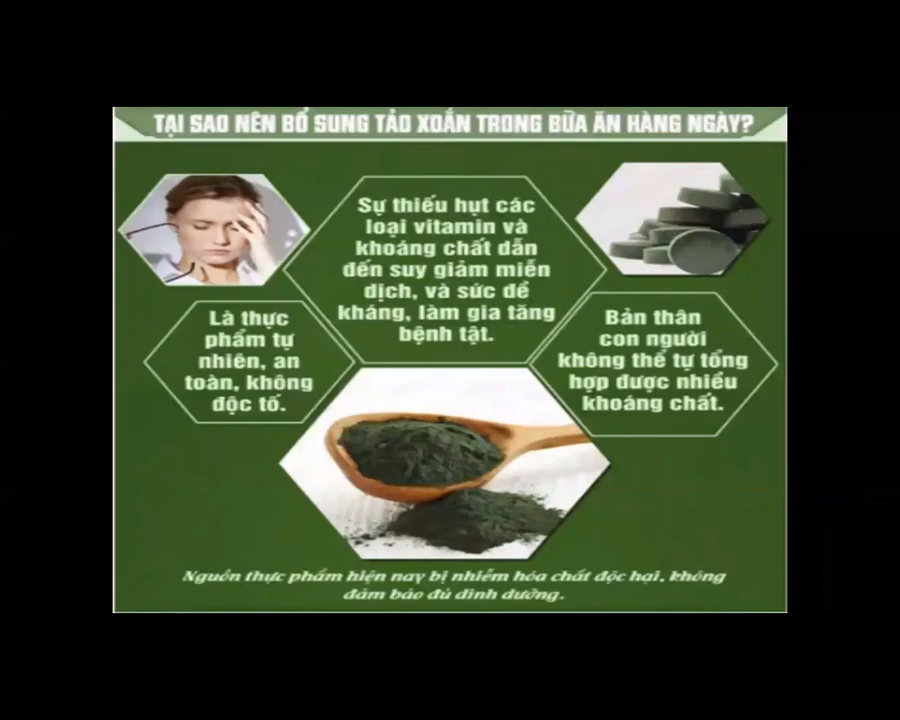 TẠI SAO NÊN BỔ SUNG TẢO XOẮN TRONG BỮA ĂN HÀNG NGÀY?
Sự thiếu hụt các
loại vitamin và
khoáng chất dẫn
đến suy giảm miễn
dịch, và sức đề
kháng, làm gia tăng
bệnh tật.
Là thực
phẩm tự
nhiên, an
toàn, không
độc tố.
Bản thân
con người
không thể tự tổng
hợp được nhiều
khoáng chất.
Nguồn thực phẩm hiện nay bị nhiễm hóa chất độc hại, không
đảm bảo đủ dinh dưỡng.